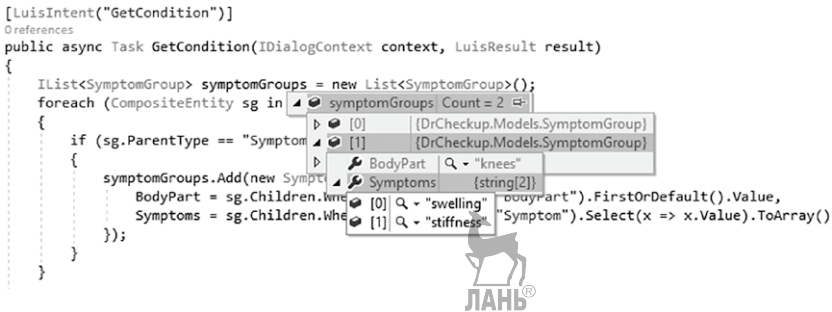 [LuisIntent("GetCondition")]
0 references
public async Task GetCondition(IDialogContext context, LuisResult result)
{
IList<SymptomGroup> symptomGroups = new List<SymptomGroup>();
foreach (CompositeEntity sg in symptomGroups Count = 2
{ [0] {DrCheckup.Models.SymptomGroup}
if (sg.ParentType == "Symptom [1] {DrCheckup.Models.SymptomGroup}
{ BodyPart "knees"
symptomGroups.Add(new Sympt Symptoms {string[2]}
BodyPart = sg.Children.Whe [0] "swelling" BodyPart").FirstOrDefault().Value,
Symptoms = sg.Children.Whe [1] "stiffness" "Symptom").Select(x => x.Value).ToArray()
});
}
}
ЛАНЬ®